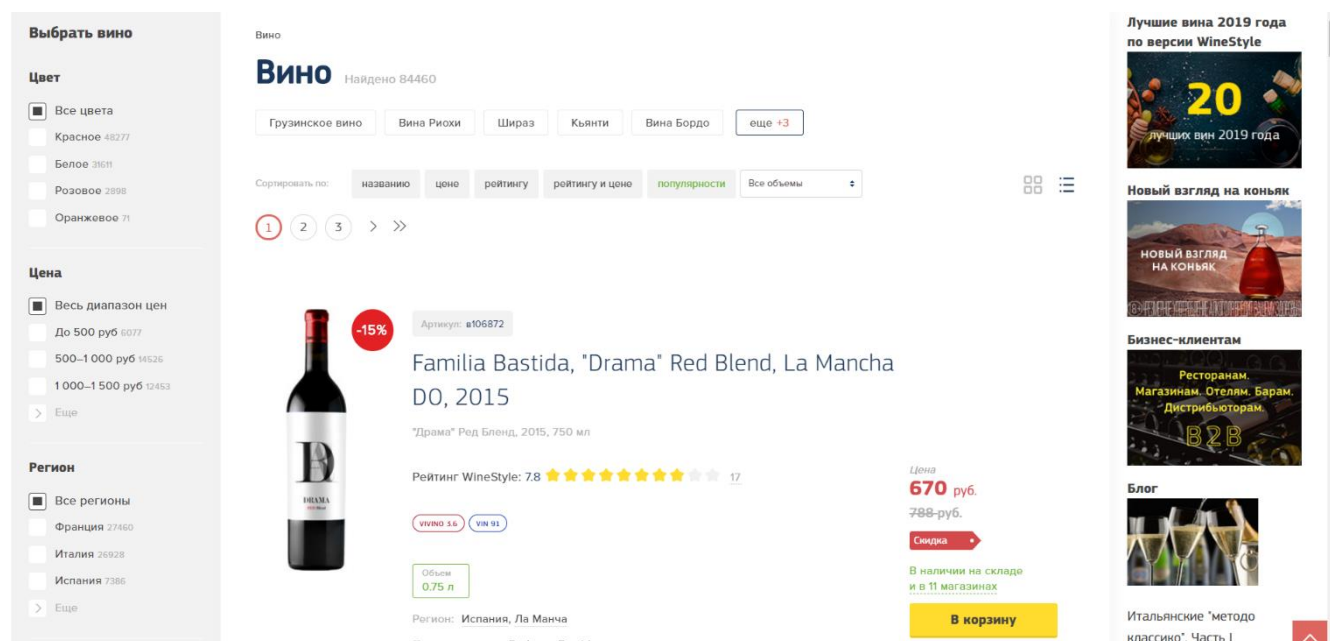 Выбрать вино
Цвет
Все цвета
Красное 48277
Белое 31611
Розовое 2898
Оранжевое 71
Цена
Весь диапазон цен
До 500 руб 6077
500–1 000 руб 14526
1 000–1 500 руб 12453
Еще
Регион
Все регионы
Франция 27460
Италия 26928
Испания 7386
Еще
Вино
Вино Найдено 84460
Грузинское вино Вина Риохи Шираз Кьянти Вина Бордо еще +3
Сортировать по: названию цене рейтингу рейтингу и цене популярности Все объемы
1 2 3
-15%
Артикул: в106872
Familia Bastida, "Drama" Red Blend, La Mancha
DO, 2015
"Драма" Ред Бленд, 2015, 750 мл
Рейтинг WineStyle: 7.8 17
VIVINO 3.6 VIN 91
Объем
0.75 л
Регион: Испания, Ла Манча
DRAMA
Цена
670 руб.
788 руб.
Скидка
В наличии на складе
и в 11 магазинах
В корзину
Лучшие вина 2019 года
по версии WineStyle
20
лучших вин 2019 года
Новый взгляд на коньяк
НОВЫЙ ВЗГЛЯД
НА КОНЬЯК
Бизнес-клиентам
Ресторанам.
Магазинам. Отелям. Барам.
Дистрибьюторам.
B2B
Блог
Итальянские "методо
классико". Часть I